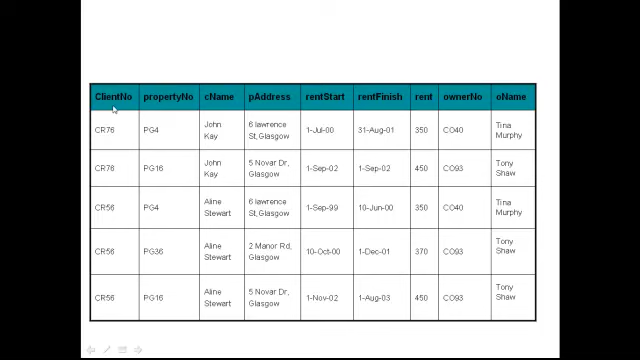 ClientNo propertyNo cName pAddress rentStart rentFinish rent ownerNo oName
CR76 PG4 John Kay 6 lawrence St,Glasgow 1-Jul-00 31-Aug-01 350 CO40 Tina Murphy
CR76 PG16 John Kay 5 Novar Dr, Glasgow 1-Sep-02 1-Sep-02 450 CO93 Tony Shaw
CR56 PG4 Aline Stewart 6 lawrence St,Glasgow 1-Sep-99 10-Jun-00 350 CO40 Tina Murphy
CR56 PG36 Aline Stewart 2 Manor Rd, Glasgow 10-Oct-00 1-Dec-01 370 CO93 Tony Shaw
CR56 PG16 Aline Stewart 5 Novar Dr, Glasgow 1-Nov-02 1-Aug-03 450 CO93 Tony Shaw